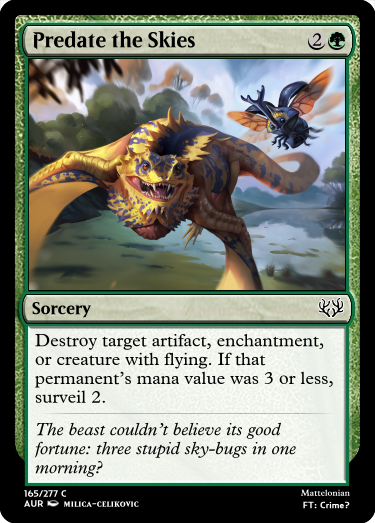 Predate the Skies 2
Sorcery
Destroy target artifact, enchantment,
or creature with flying. If that
permanent's mana value was 3 or less,
surveil 2.
The beast couldn't believe its good
fortune: three stupid sky-bugs in one
morning?
165/277 C Mattelonian
AUR MILICA-CELIKOVIC FT: Crime?